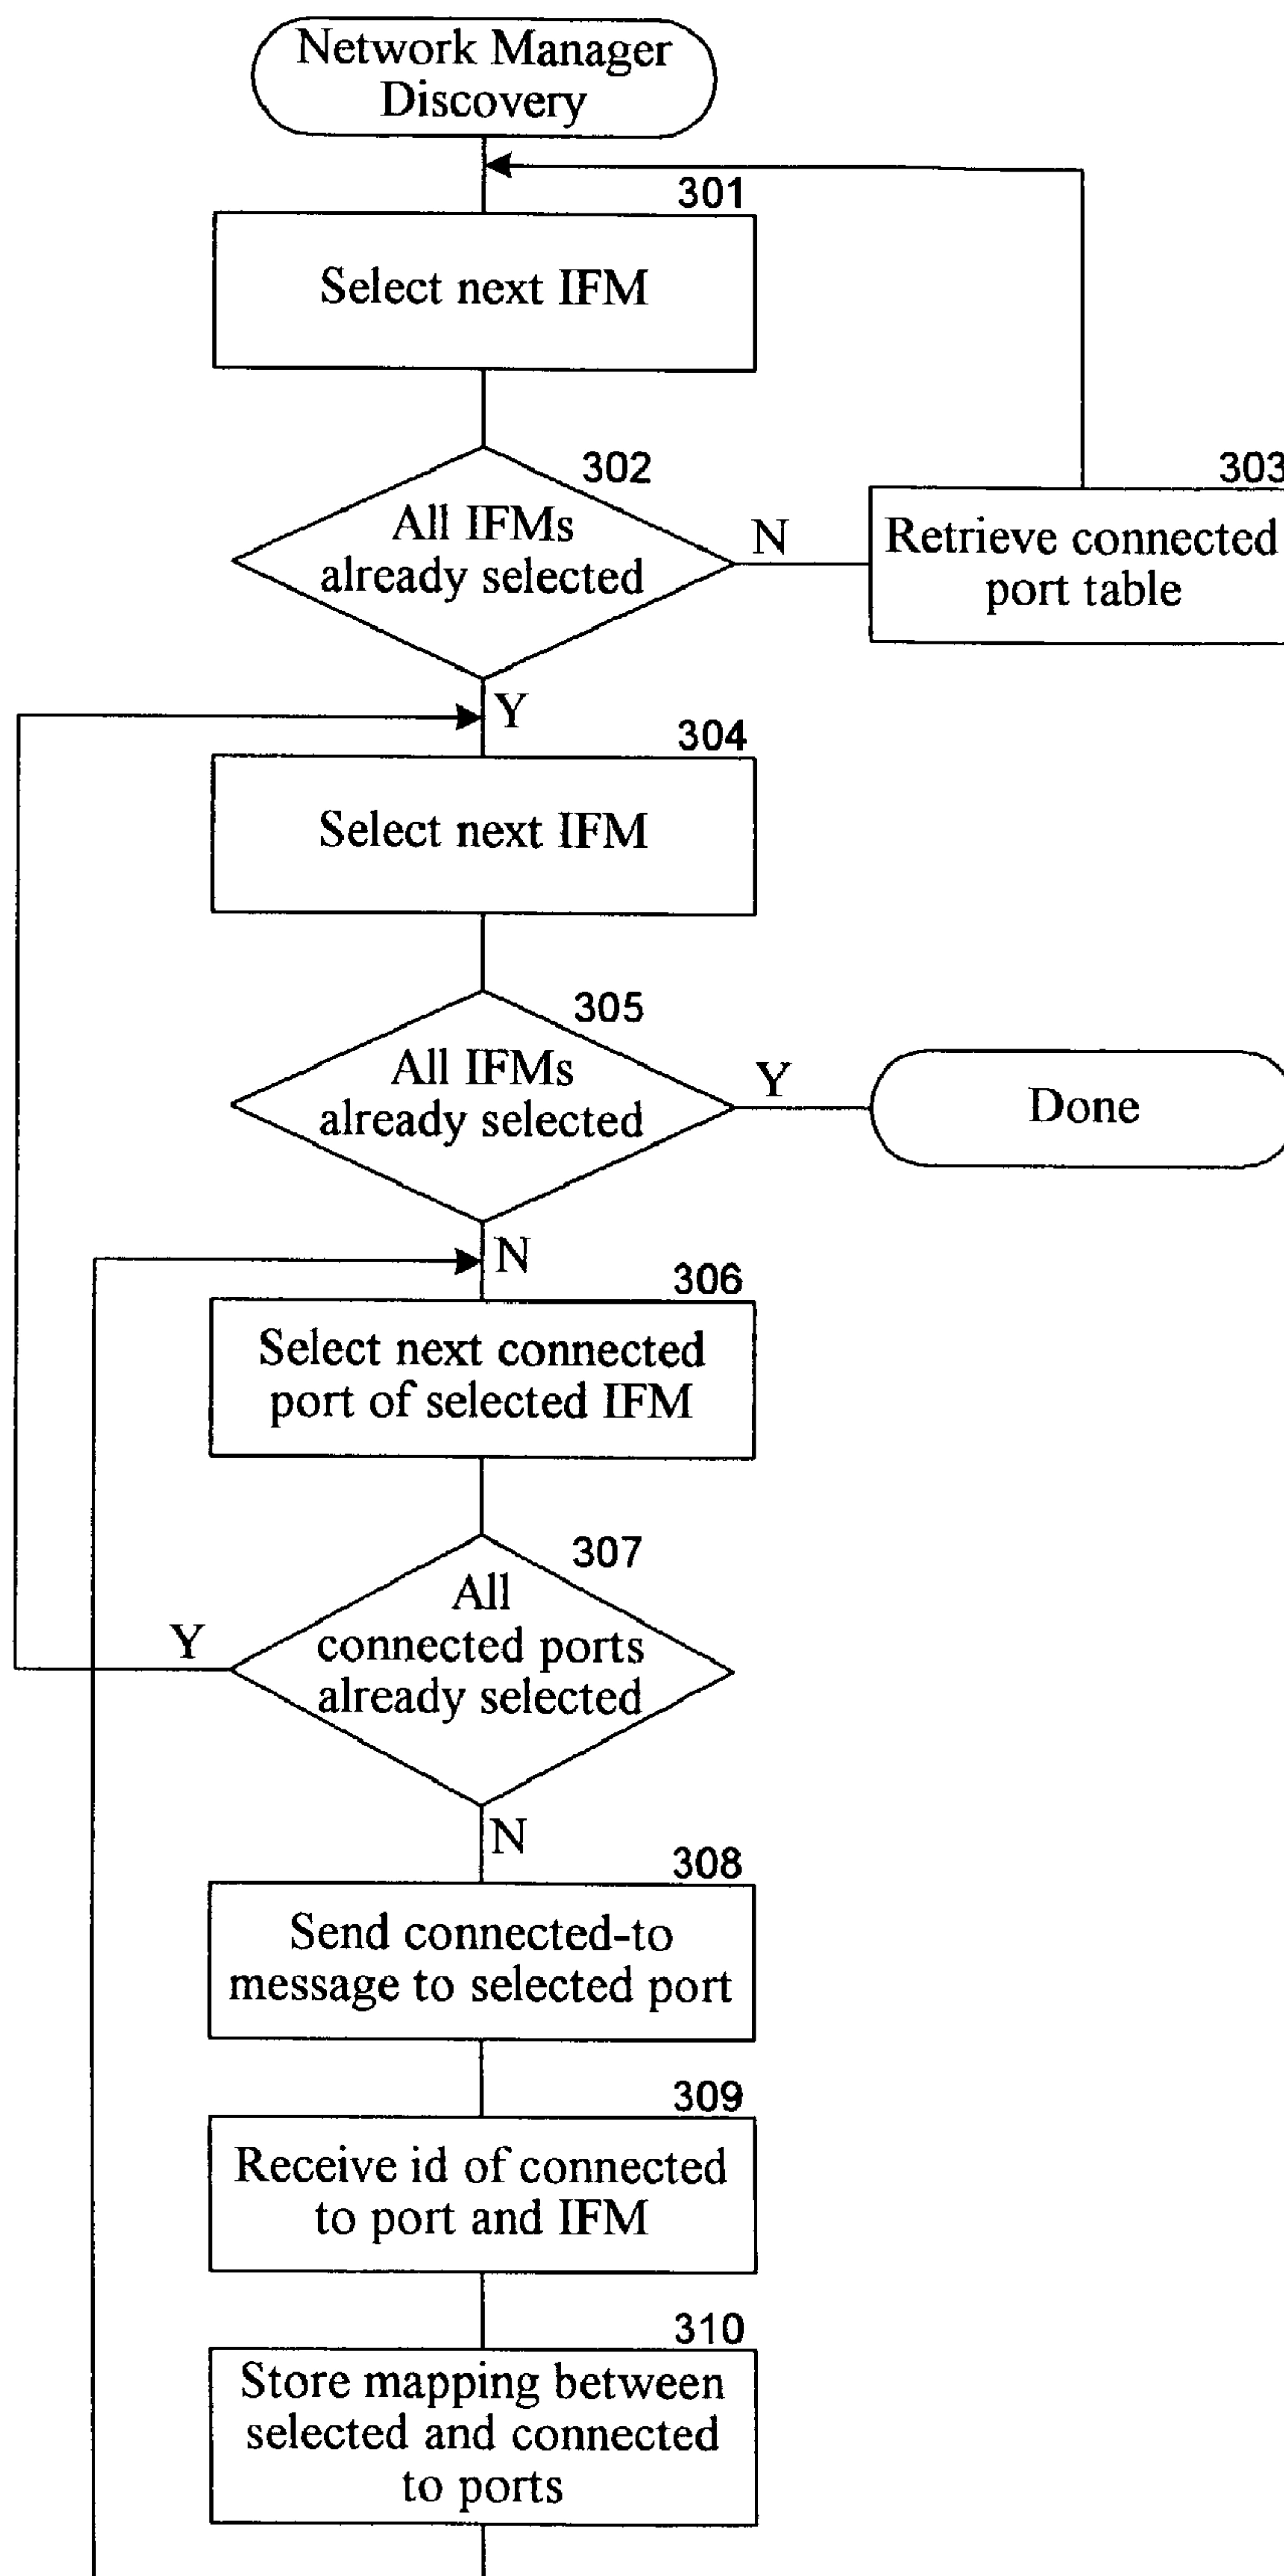 Network Manager
Discovery
301
Select next IFM
302
All IFMs
already selected
N
303
Retrieve connected
port table
Y
304
Select next IFM
305
All IFMs
already selected
Y
Done
N
306
Select next connected
port of selected IFM
307
All
connected ports
already selected
Y
N
308
Send connected-to
message to selected port
309
Receive id of connected
to port and IFM
310
Store mapping between
selected and connected
to ports